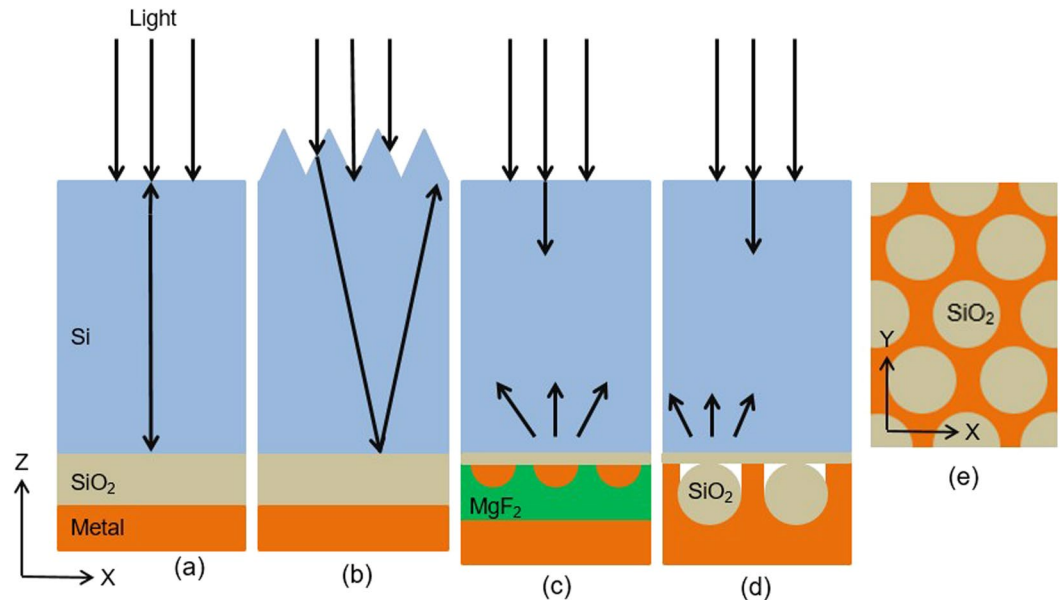 Light
Si
SiO₂
Metal
Z
X
(a)
(b)
MgF₂
(c)
SiO₂
(d)
SiO₂
Y
X
(e)